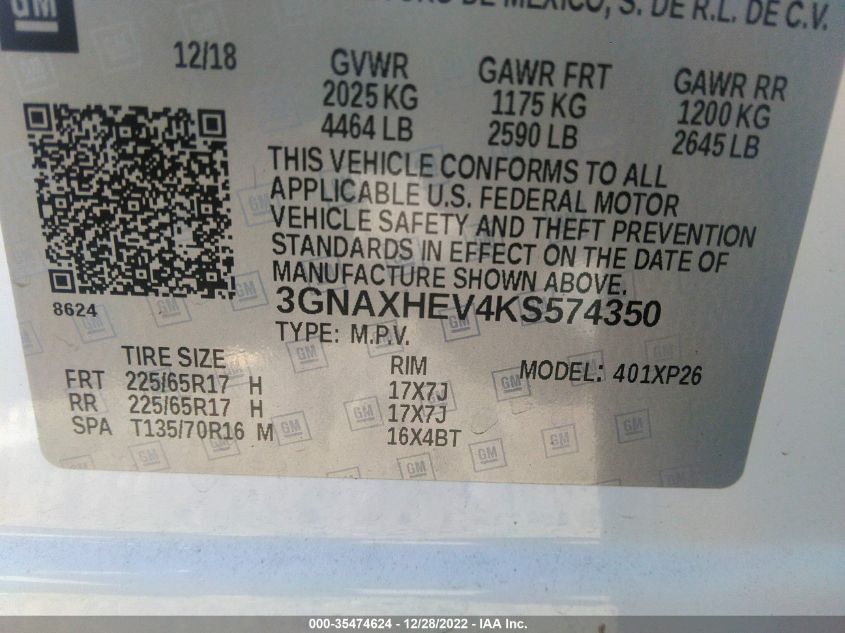 GM
DE MEXICO, S. DE R.L. DE C.V.
12/18 GVWR GAWR FRT GAWR RR
2025 KG 1175 KG 1200 KG
4464 LB 2590 LB 2645 LB
THIS VEHICLE CONFORMS TO ALL
APPLICABLE U.S. FEDERAL MOTOR
VEHICLE SAFETY AND THEFT PREVENTION
STANDARDS IN EFFECT ON THE DATE OF
MANUFACTURE SHOWN ABOVE.
8624 3GNAXHEV4KS574350
TYPE: M.P.V.
TIRE SIZE RIM MODEL: 401XP26
FRT 225/65R17 H 17X7J
RR 225/65R17 H 17X7J
SPA T135/70R16 M 16X4BT
000-35474624 - 12/28/2022 - IAA Inc.